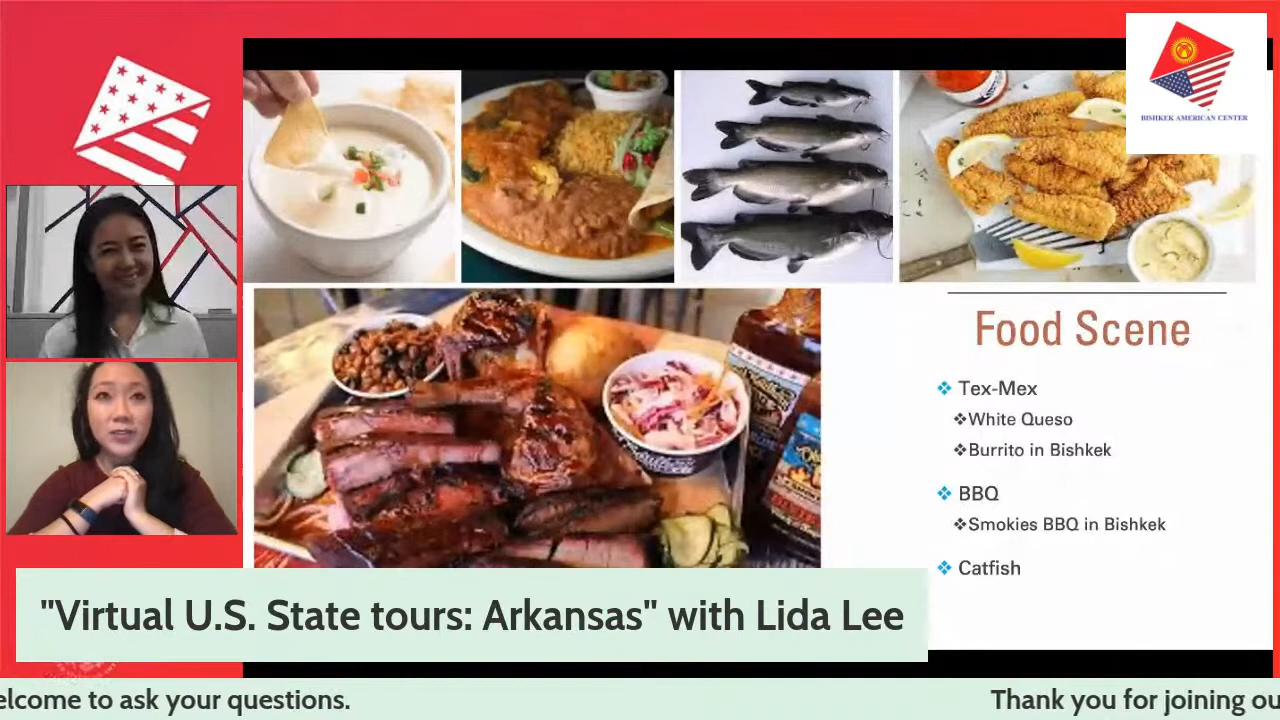 BISHKEK AMERICAN CENTER
Food Scene
Tex-Mex
White Queso
Burrito in Bishkek
BBQ
Smokies BBQ in Bishkek
Catfish
"Virtual U.S. State tours: Arkansas" with Lida Lee
elcome to ask your questions.
Thank you for joining ou